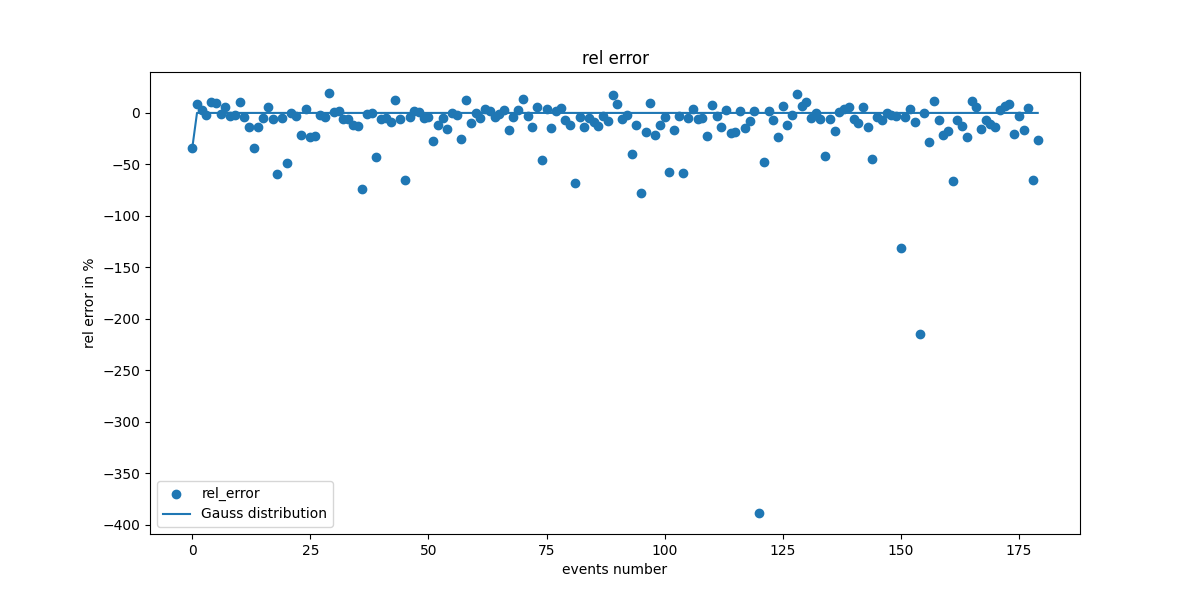 rel error
0
−50
−100
−150
−200
−250
−300
−350
−400
rel error in %
rel_error
Gauss distribution
0 25 50 75 100 125 150 175
events number